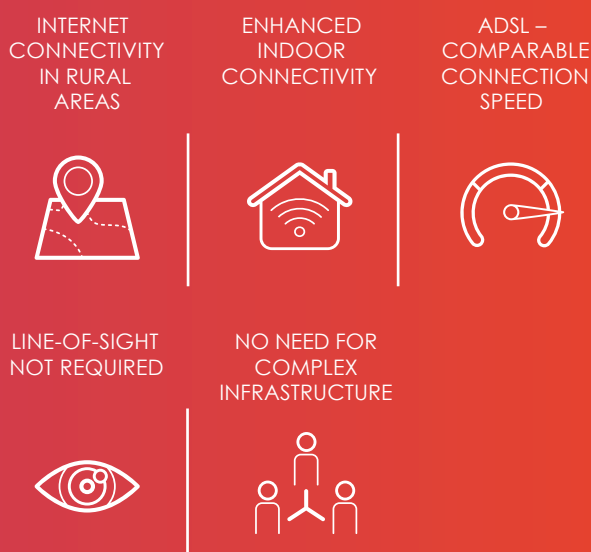 INTERNET
CONNECTIVITY
IN RURAL
AREAS
ENHANCED
INDOOR
CONNECTIVITY
ADSL –
COMPARABLE
CONNECTION
SPEED
LINE-OF-SIGHT
NOT REQUIRED
NO NEED FOR
COMPLEX
INFRASTRUCTURE